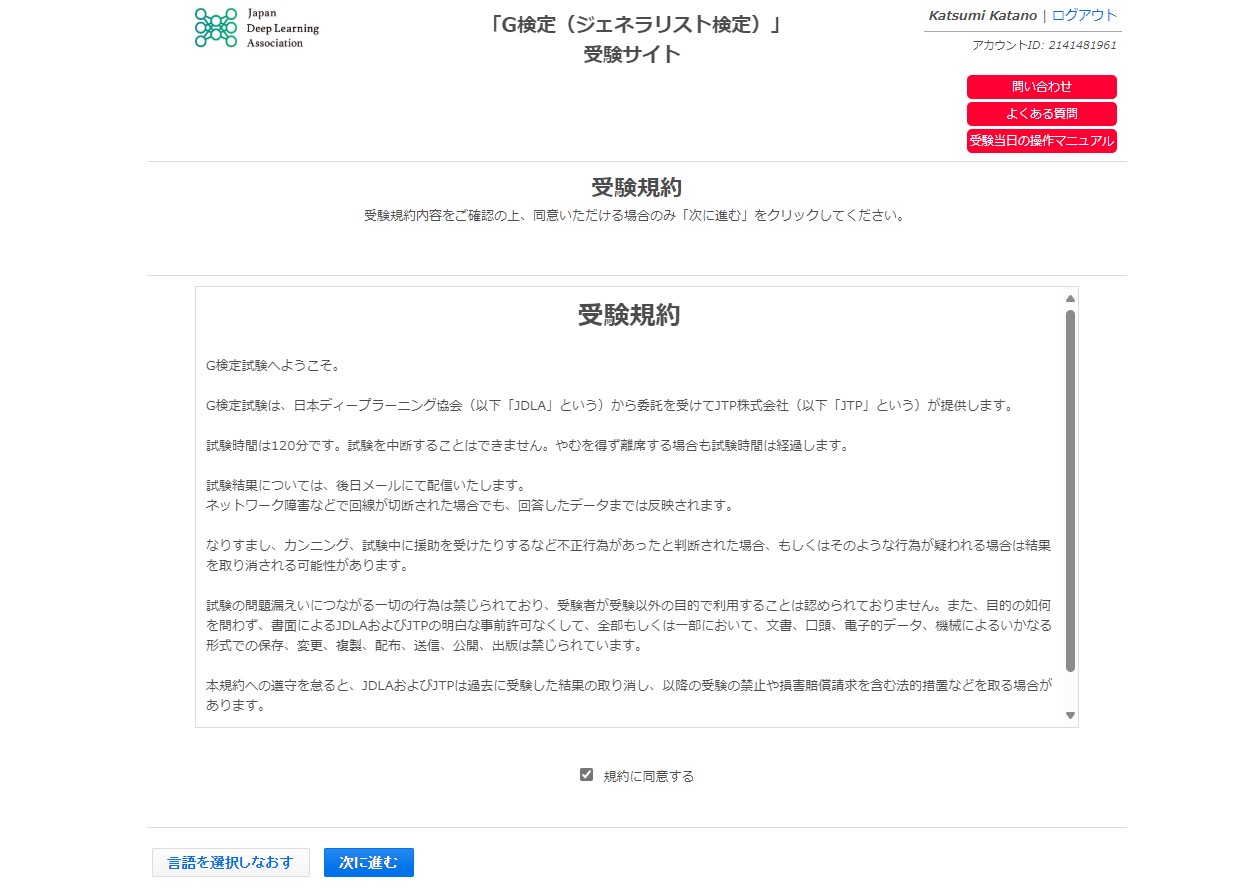 Japan
Deep Learning
Association
「G検定（ジェネラリスト検定）」
受験サイト
Katsumi Katano | ログアウト
アカウントID: 2141481961
問い合わせ
よくある質問
受験当日の操作マニュアル
受験規約
受験規約内容をご確認の上、同意いただける場合のみ「次に進む」をクリックしてください。
受験規約
G検定試験へようこそ。
G検定試験は、日本ディープラーニング協会（以下「JDLA」という）から委託を受けてJTP株式会社（以下「JTP」という）が提供します。
試験時間は120分です。試験を中断することはできません。やむを得ず離席する場合も試験時間は経過します。
試験結果については、後日メールにて配信いたします。
ネットワーク障害などで回線が切断された場合でも、回答したデータまでは反映されます。
なりすまし、カンニング、試験中に援助を受けたりするなど不正行為があったと判断された場合、もしくはそのような行為が疑われる場合は結果
を取り消される可能性があります。
試験の問題漏えいにつながる一切の行為は禁じられており、受験者が受験以外の目的で利用することは認められておりません。また、目的の如何
を問わず、書面によるJDLAおよびJTPの明白な事前許可なくして、全部もしくは一部において、文書、口頭、電子的データ、機械によるいかなる
形式での保存、変更、複製、配布、送信、公開、出版は禁じられています。
本規約への遵守を怠ると、JDLAおよびJTPは過去に受験した結果の取り消し、以降の受験の禁止や損害賠償請求を含む法的措置などを取る場合が
あります。
規約に同意する
言語を選択しなおす
次に進む